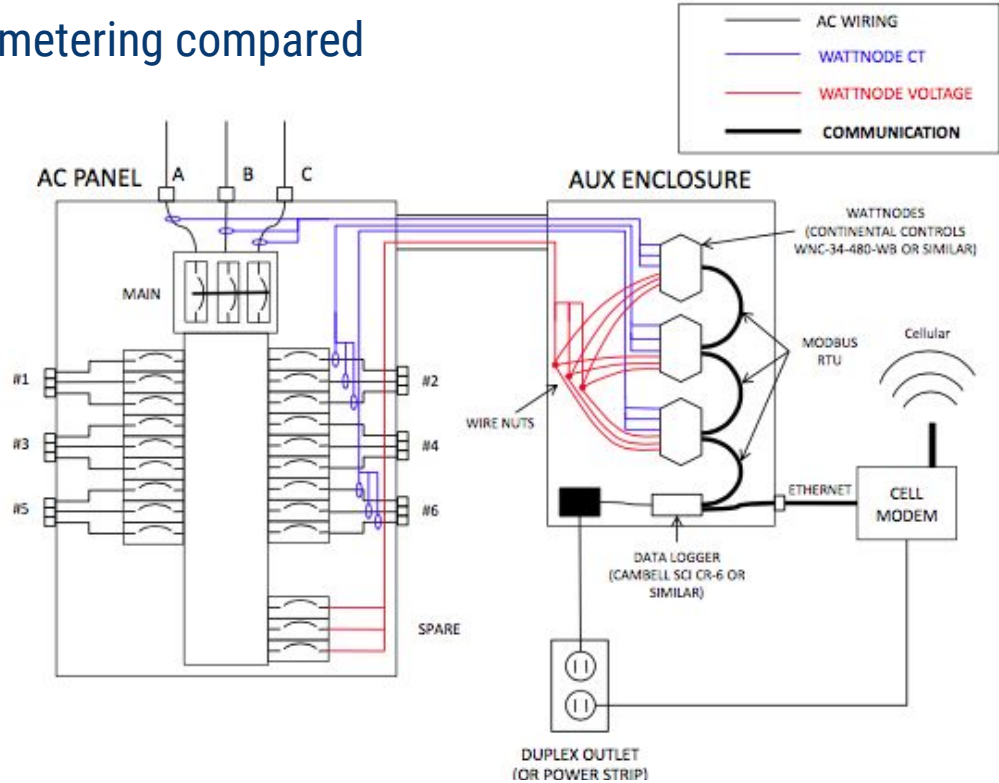 metering compared
AC WIRING
WATTNODE CT
WATTNODE VOLTAGE
COMMUNICATION
AC PANEL
A
B
C
AUX ENCLOSURE
WATTNODES
(CONTINENTAL CONTROLS
WNC-34-480-WB OR SIMILAR)
MAIN
MODBUS
RTU
Cellular
#1
#2
WIRE NUTS
#3
#4
#5
#6
ETHERNET
CELL
MODEM
DATA LOGGER
(CAMBELL SCI CR-6 OR
SIMILAR)
SPARE
DUPLEX OUTLET
(OR POWER STRIP)